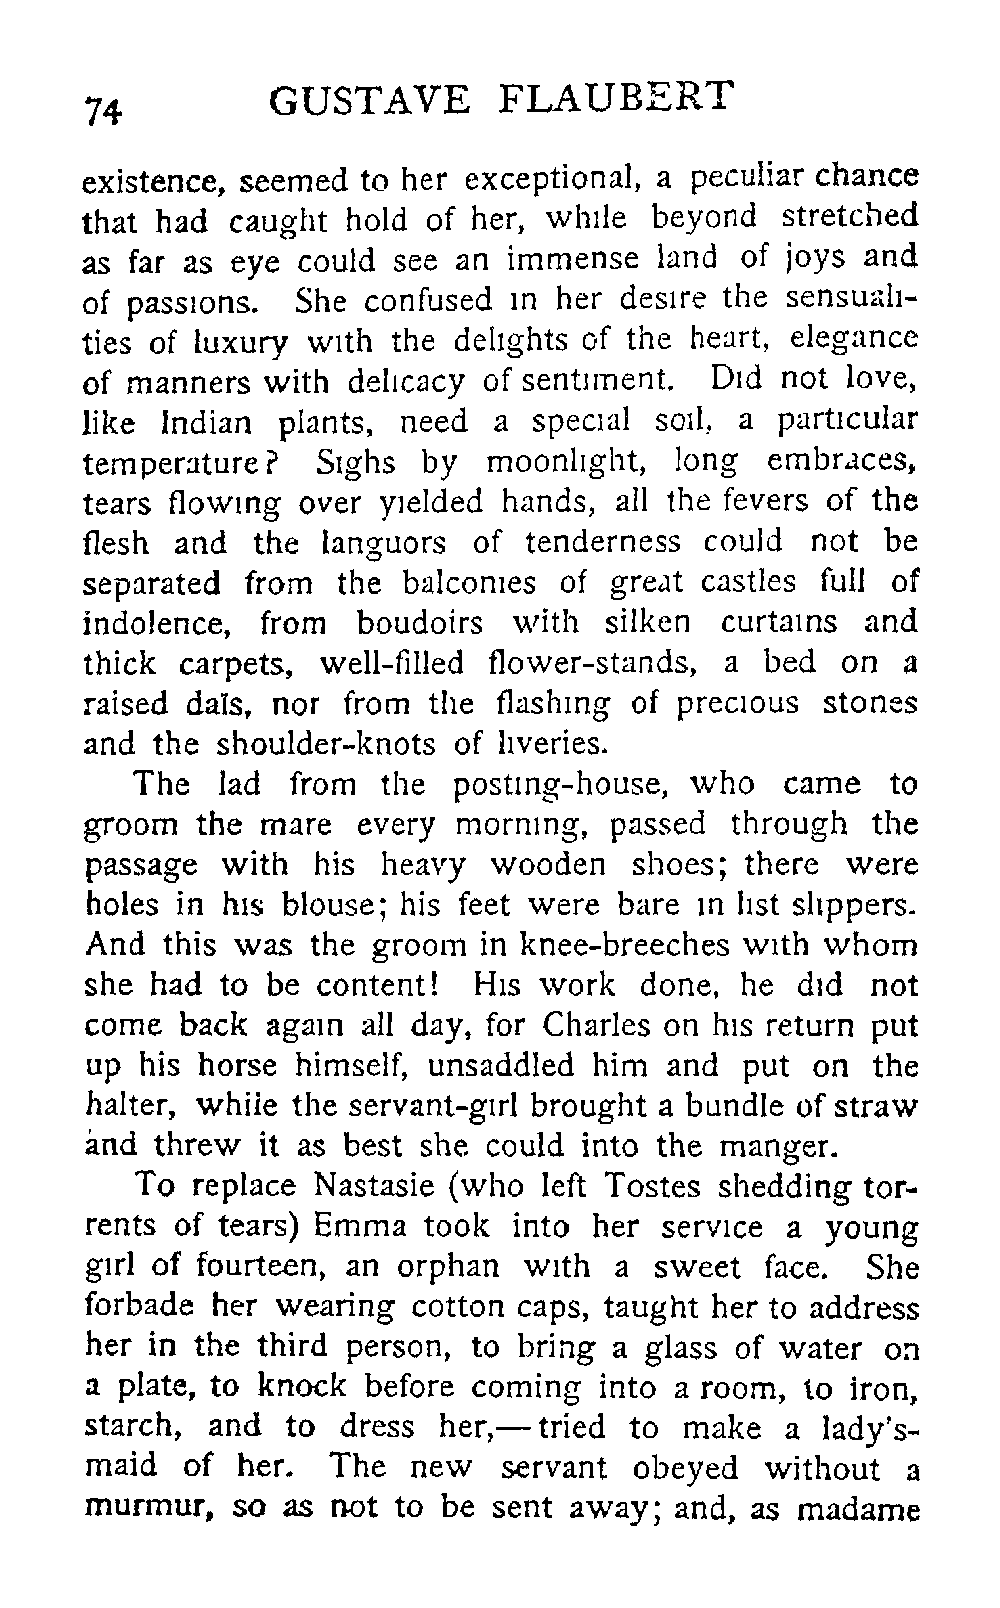 74 GUSTAVE FLAUBERT
existence, seemed to her exceptional, a peculiar chance
that had caught hold of her, while beyond stretched
as far as eye could see an immense land of joys and
of passions. She confused in her desire the sensuali-
ties of luxury with the delights of the heart, elegance
of manners with delicacy of sentiment. Did not love,
like Indian plants, need a special soil, a particular
temperature? Sighs by moonlight, long embraces,
tears flowing over yielded hands, all the fevers of the
flesh and the languors of tenderness could not be
separated from the balconies of great castles full of
indolence, from boudoirs with silken curtains and
thick carpets, well-filled flower-stands, a bed on a
raised daïs, nor from the flashing of precious stones
and the shoulder-knots of liveries.
The lad from the posting-house, who came to
groom the mare every morning, passed through the
passage with his heavy wooden shoes; there were
holes in his blouse; his feet were bare in list slippers.
And this was the groom in knee-breeches with whom
she had to be content! His work done, he did not
come back again all day, for Charles on his return put
up his horse himself, unsaddled him and put on the
halter, while the servant-girl brought a bundle of straw
and threw it as best she could into the manger.
To replace Nastasie (who left Tostes shedding tor-
rents of tears) Emma took into her service a young
girl of fourteen, an orphan with a sweet face. She
forbade her wearing cotton caps, taught her to address
her in the third person, to bring a glass of water on
a plate, to knock before coming into a room, to iron,
starch, and to dress her,—tried to make a lady's-
maid of her. The new servant obeyed without a
murmur, so as not to be sent away; and, as madame